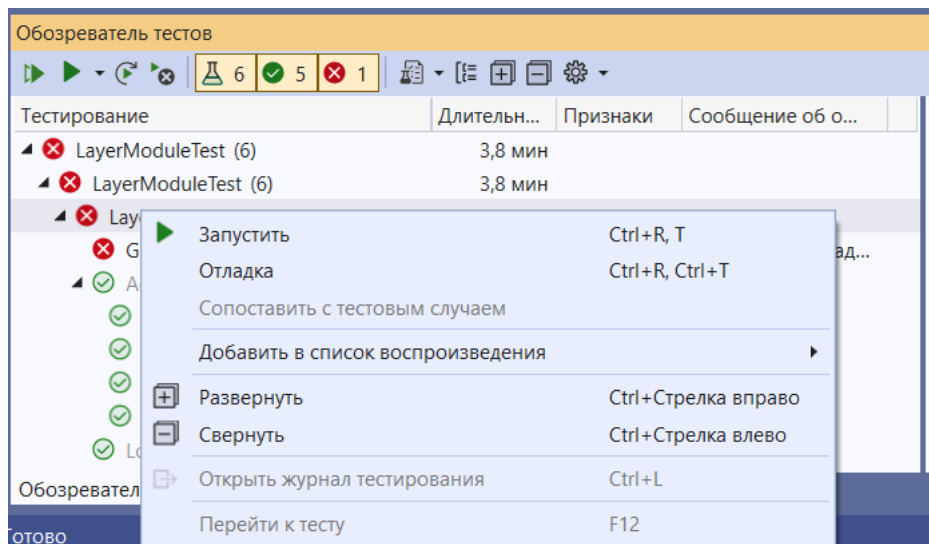 Обозреватель тестов
6 5 1
Тестирование Длительн... Признаки Сообщение об о...
LayerModuleTest (6) 3,8 мин
LayerModuleTest (6) 3,8 мин
Запустить Ctrl+R, T
Отладка Ctrl+R, Ctrl+T
Сопоставить с тестовым случаем
Добавить в список воспроизведения
Развернуть Ctrl+Стрелка вправо
Свернуть Ctrl+Стрелка влево
Открыть журнал тестирования Ctrl+L
Перейти к тесту F12